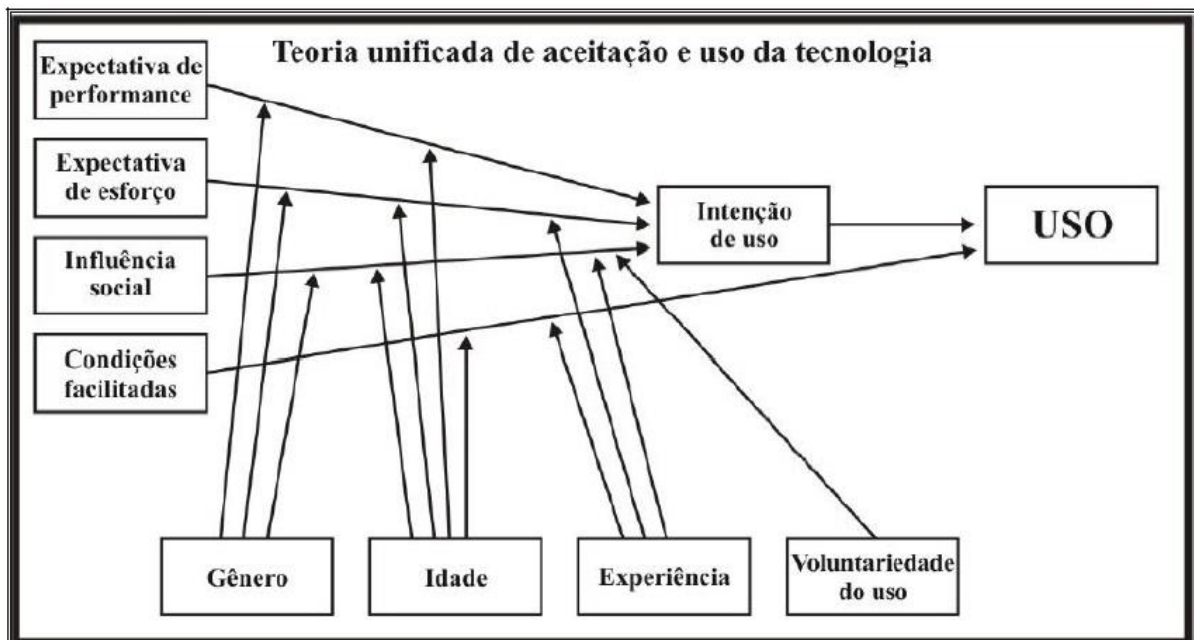 Teoria unificada de aceitação e uso da tecnologia
Expectativa de
performance
Expectativa
de esforço
Influência
social
Condições
facilitadas
Intenção
de uso
USO
Gênero
Idade
Experiência
Voluntariedade
do uso